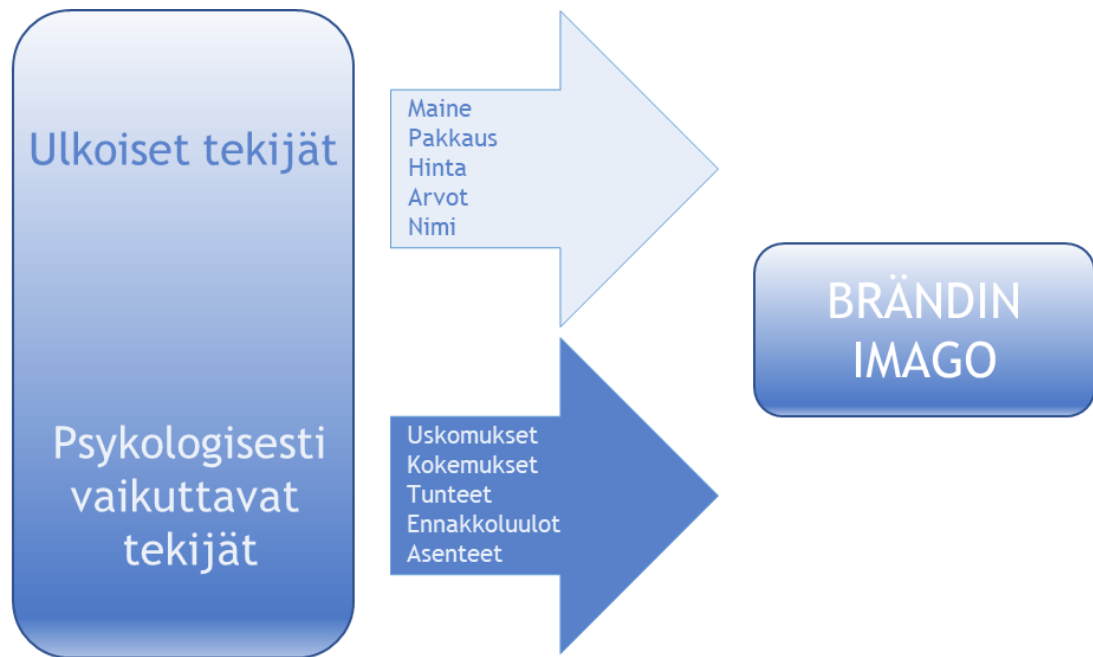 Ulkoiset tekijät
Maine
Pakkaus
Hinta
Arvot
Nimi
Psykologisesti
vaikuttavat
tekijät
Uskomukset
Kokemukset
Tunteet
Ennakkoluulot
Asenteet
BRÄNDIN
IMAGO